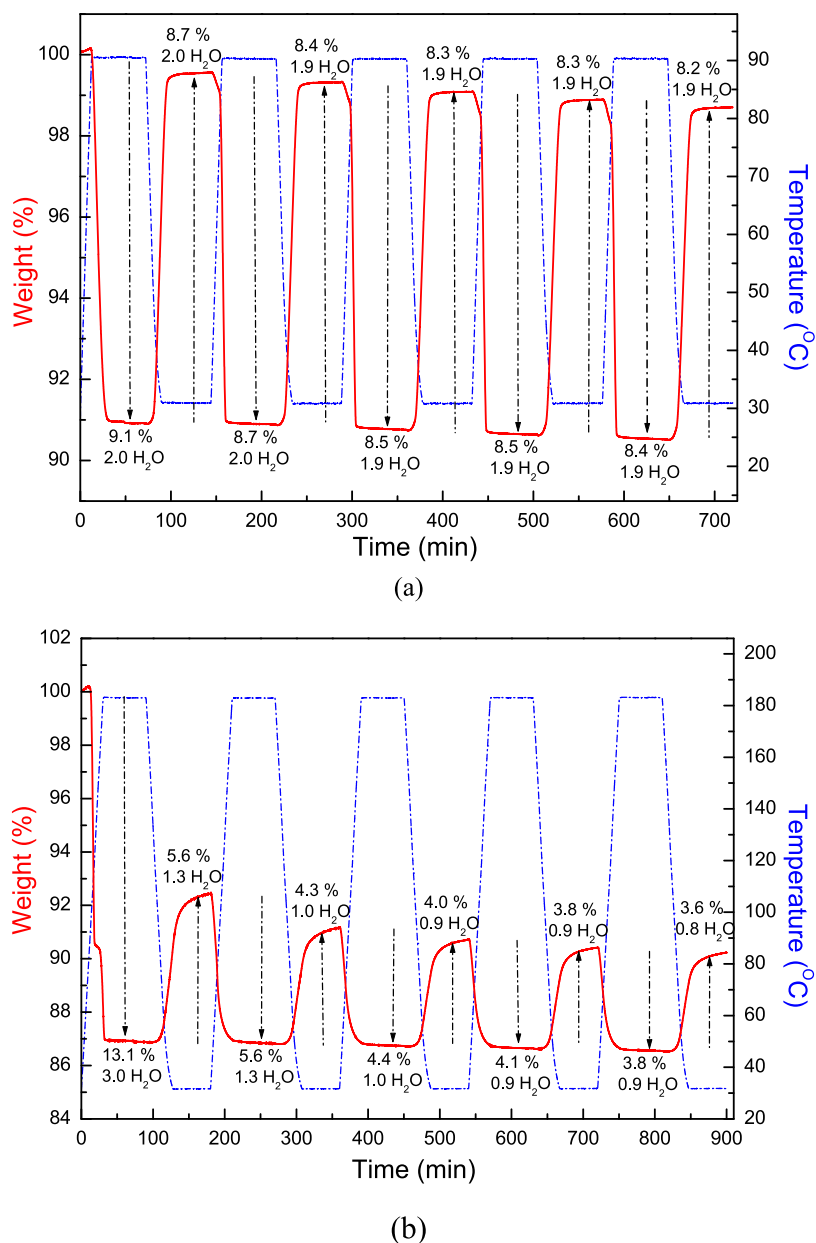 8.7 %
2.0 H2O
8.4 %
1.9 H2O
8.3 %
1.9 H2O
8.3 %
1.9 H2O
8.2 %
1.9 H2O
100
98
96
94
92
90
Weight (%)
90
80
70
60
50
40
30
20
Temperature (OC)
9.1 %
2.0 H2O
8.7 %
2.0 H2O
8.5 %
1.9 H2O
8.5 %
1.9 H2O
8.4 %
1.9 H2O
0 100 200 300 400 500 600 700
Time (min)
(a)
102
100
98
96
94
92
90
88
86
84
Weight (%)
200
180
160
140
120
100
80
60
40
20
Temperature (OC)
5.6 %
1.3 H2O
4.3 %
1.0 H2O
4.0 %
0.9 H2O
3.8 %
0.9 H2O
3.6 %
0.8 H2O
13.1 %
3.0 H2O
5.6 %
1.3 H2O
4.4 %
1.0 H2O
4.1 %
0.9 H2O
3.8 %
0.9 H2O
0 100 200 300 400 500 600 700 800 900
Time (min)
(b)